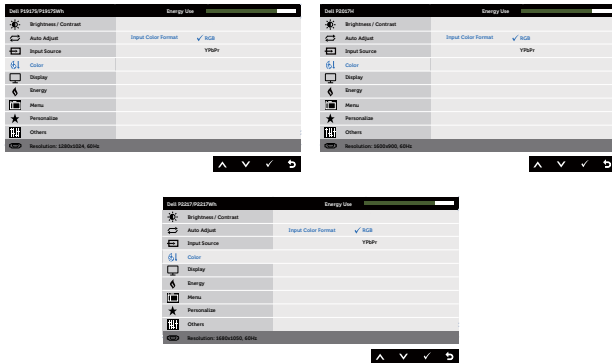 Dell P1917S/P1917SWh Energy Use
Brightness / Contrast
Auto Adjust Input Color Format ✓ RGB
Input Source YPbPr
Color
Display
Energy
Menu
Personalize
Others
Resolution: 1280x1024, 60Hz
Dell P2017H Energy Use
Brightness / Contrast
Auto Adjust Input Color Format ✓ RGB
Input Source YPbPr
Color
Display
Energy
Menu
Personalize
Others
Resolution: 1600x900, 60Hz
Dell P2217/P2217Wh Energy Use
Brightness / Contrast
Auto Adjust Input Color Format ✓ RGB
Input Source YPbPr
Color
Display
Energy
Menu
Personalize
Others
Resolution: 1680x1050, 60Hz